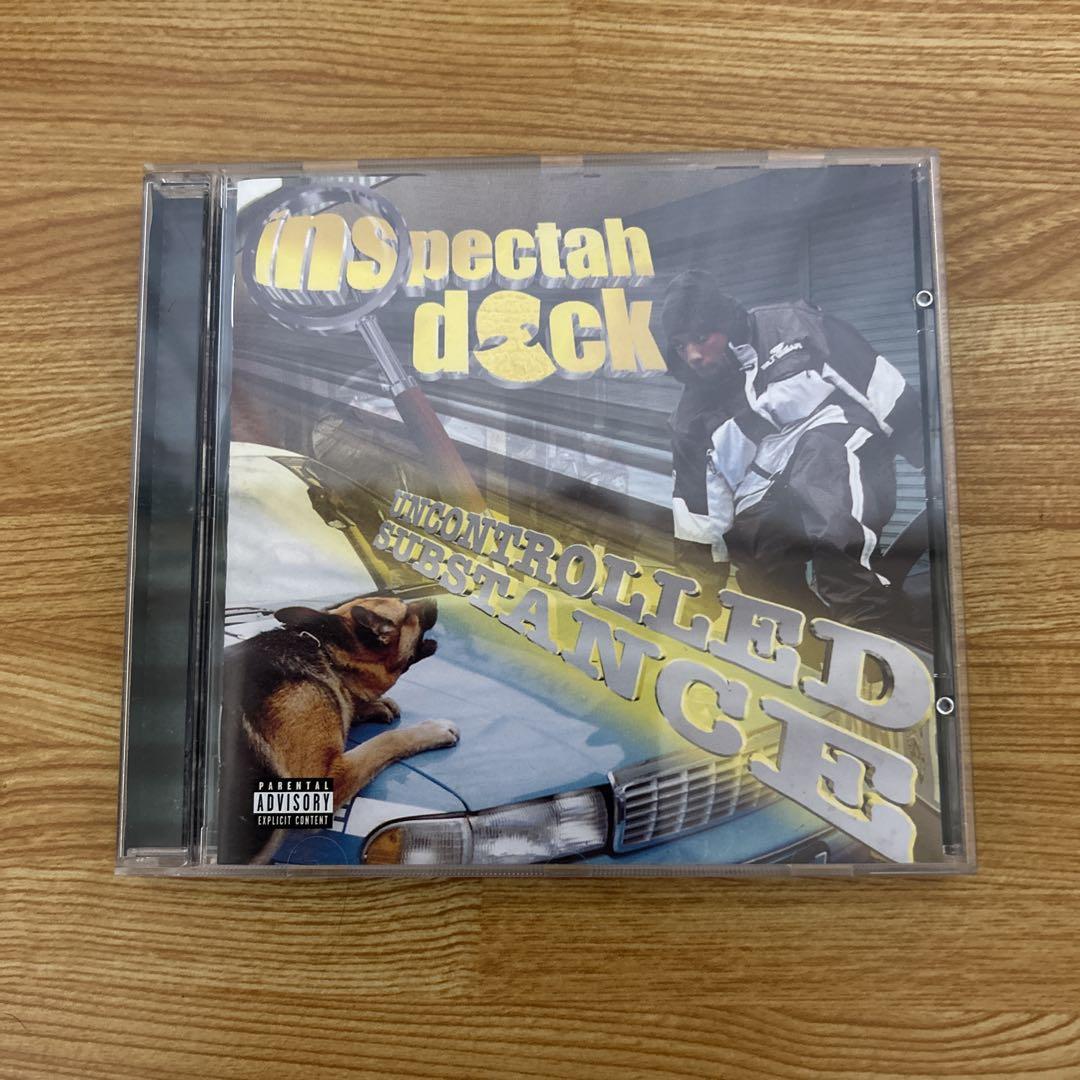 inspectah
deck
UNCONTROLLED
SUBSTANCE
PARENTAL
ADVISORY
EXPLICIT CONTENT